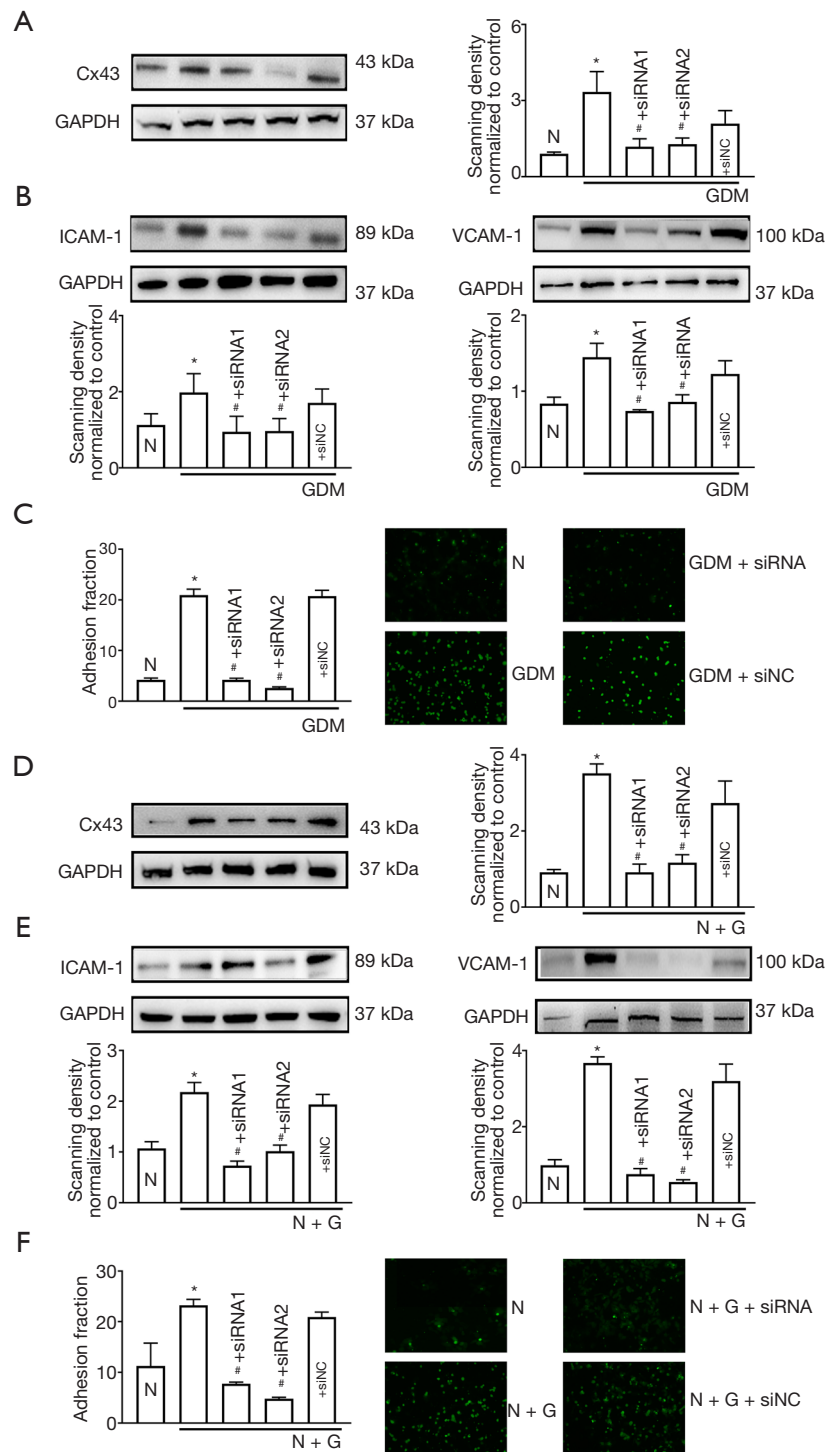 A
Cx43
43 kDa
GAPDH
37 kDa
Scanning density
normalized to control
6
3
0
N
*
#
+siRNA1
#
+siRNA2
+siNC
GDM
B
ICAM-1
89 kDa
GAPDH
37 kDa
Scanning density
normalized to control
4
2
0
N
*
#
+siRNA1
#
+siRNA2
+siNC
GDM
VCAM-1
100 kDa
GAPDH
37 kDa
Scanning density
normalized to control
2
1
0
N
*
#
+siRNA1
#
+siRNA
+siNC
GDM
C
Adhesion fraction
30
20
10
0
N
*
#
+siRNA1
#
+siRNA2
+siNC
GDM
N
GDM + siRNA
GDM
GDM + siNC
D
Cx43
43 kDa
GAPDH
37 kDa
Scanning density
normalized to control
4
2
0
N
*
#
+siRNA1
#
+siRNA2
+siNC
N + G
E
ICAM-1
89 kDa
GAPDH
37 kDa
Scanning density
normalized to control
3
2
1
0
N
*
#
+siRNA1
#
+siRNA2
+siNC
N + G
VCAM-1
100 kDa
GAPDH
37 kDa
Scanning density
normalized to control
4
2
0
N
*
#
+siRNA1
#
+siRNA2
+siNC
N + G
F
Adhesion fraction
30
20
10
0
N
*
#
+siRNA1
#
+siRNA2
+siNC
N + G
N
N + G + siRNA
N + G
N + G + siNC